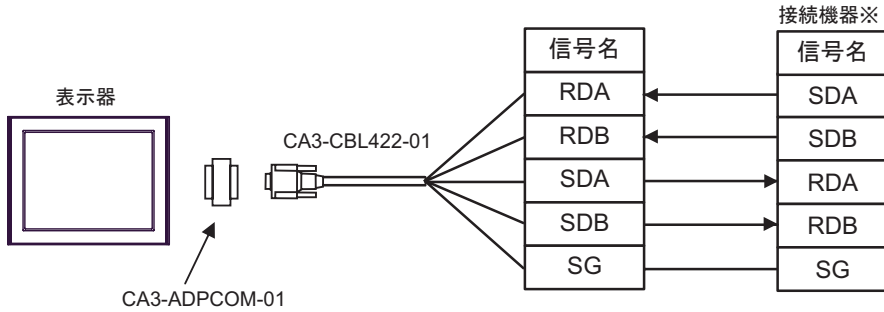 接続機器※
信号名
信号名
表示器
RDA
SDA
CA3-CBL422-01
RDB
SDB
SDA
RDA
SDB
RDB
SG
SG
CA3-ADPCOM-01